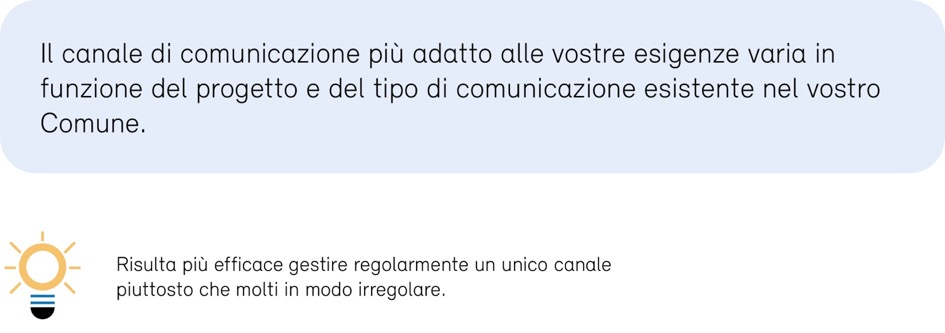 Il canale di comunicazione più adatto alle vostre esigenze varia in
funzione del progetto e del tipo di comunicazione esistente nel vostro
Comune.
Risulta più efficace gestire regolarmente un unico canale
piuttosto che molti in modo irregolare.